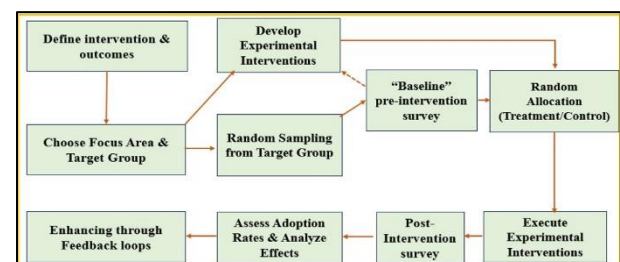 Define intervention &
outcomes
Develop
Experimental
Interventions
“Baseline”
pre-intervention
survey
Random
Allocation
(Treatment/Control)
Choose Focus Area &
Target Group
Random Sampling
from Target Group
Enhancing through
Feedback loops
Assess Adoption
Rates & Analyze
Effects
Post-
Intervention
survey
Execute
Experimental
Interventions